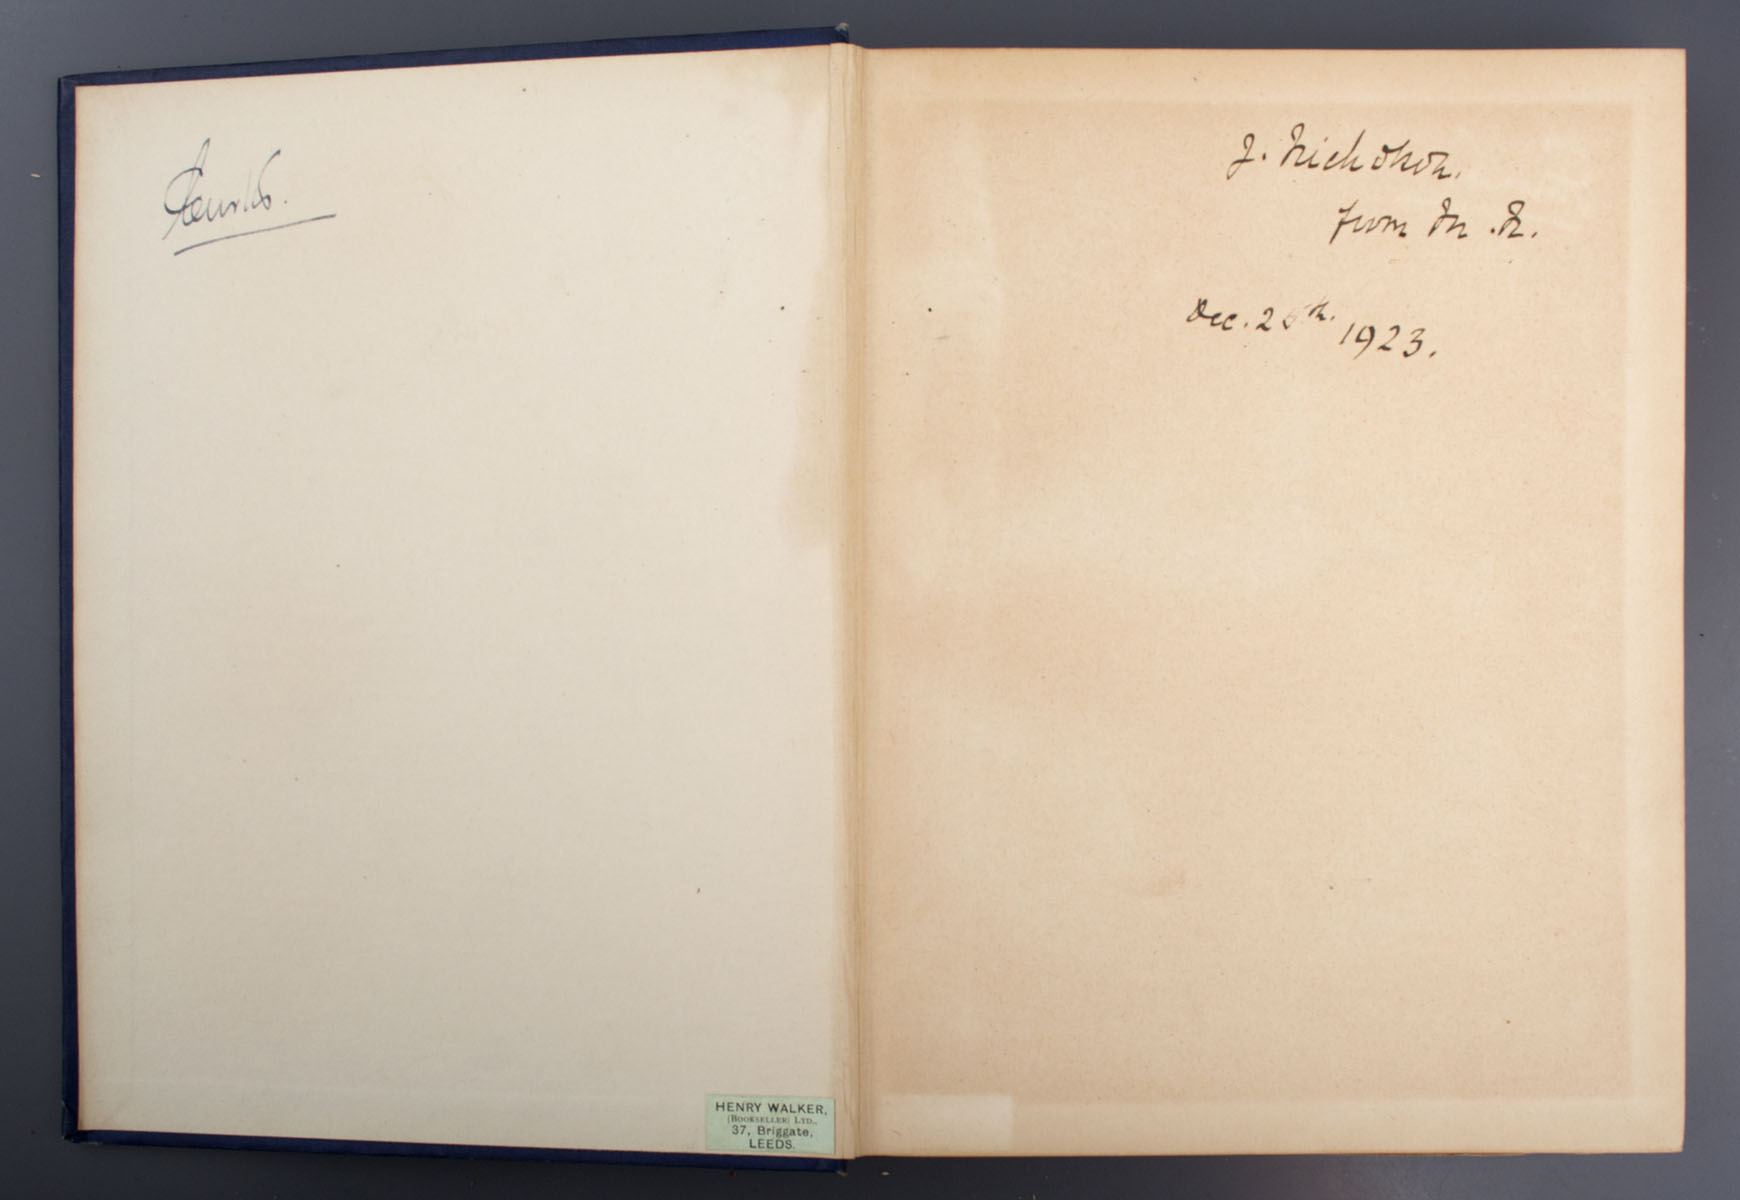 HENRY WALKER,
(BOOKSELLER) LTD.,
37, Briggate,
LEEDS.
J. Nicholson.
from M. N.
Dec. 25th. 1923.